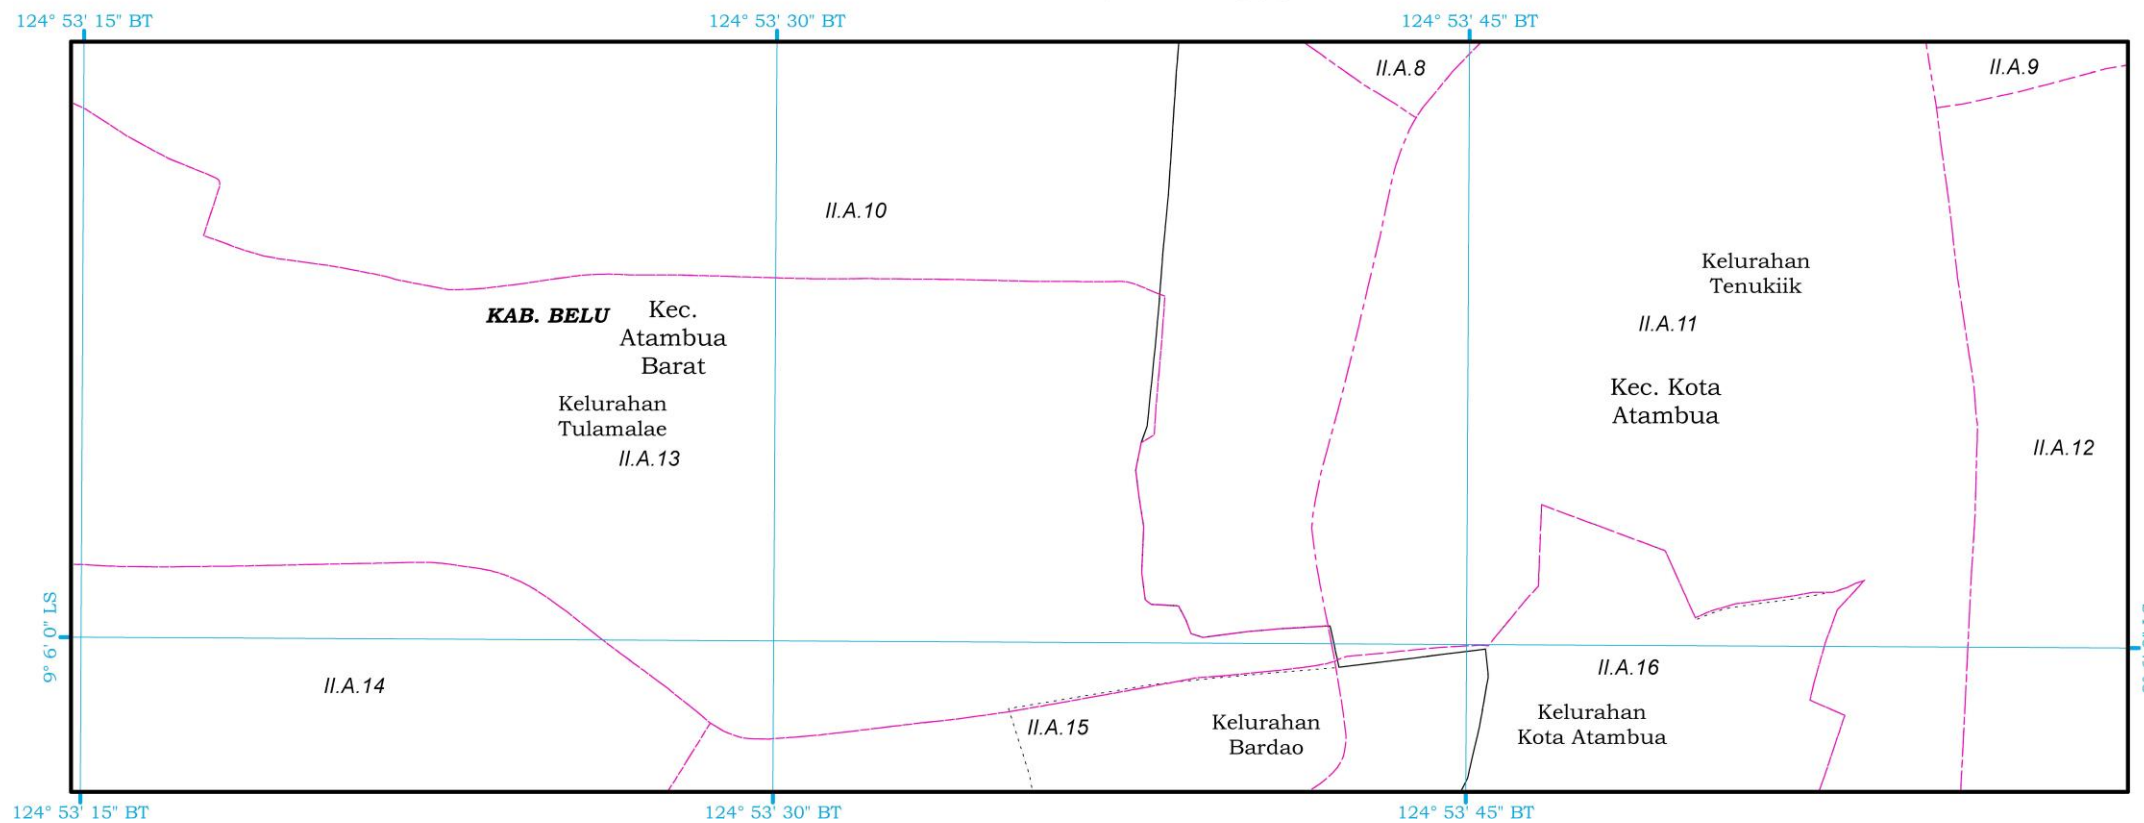 124° 53' 15" BT
124° 53' 30" BT
124° 53' 45" BT
II.A.8
II.A.9
II.A.10
Kelurahan
Tenukiik
II.A.11
KAB. BELU
Kec.
Atambua
Barat
Kec. Kota
Atambua
Kelurahan
Tulamalae
II.A.13
II.A.12
9° 6' 0" LS
II.A.14
II.A.15
Kelurahan
Bardao
II.A.16
Kelurahan
Kota Atambua
124° 53' 15" BT
124° 53' 30" BT
124° 53' 45" BT